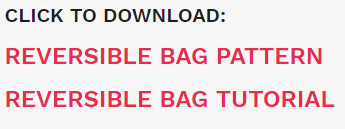 CLICK TO DOWNLOAD:
REVERSIBLE BAG PATTERN
REVERSIBLE BAG TUTORIAL